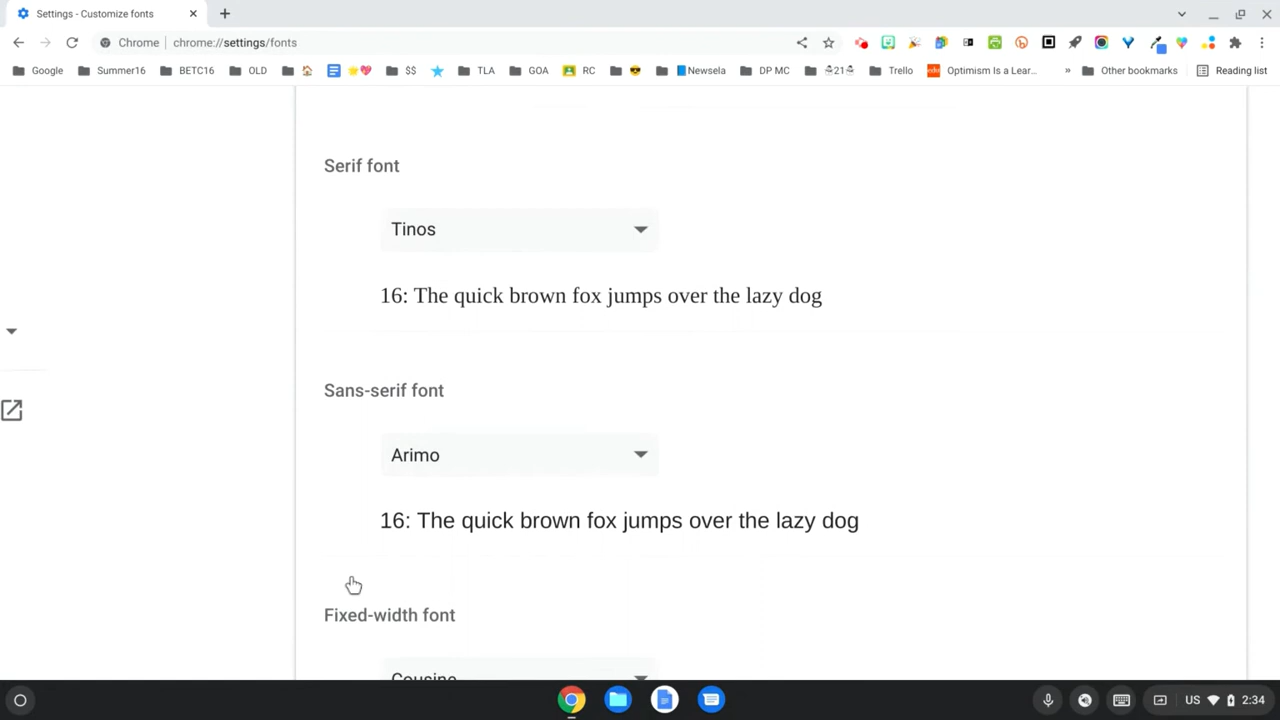 Settings - Customize fonts
Chrome chrome://settings/fonts
Google Summer16 BETC16 OLD $$ TLA GOA RC Newsela DP MC 21 Trello Optimism Is a Lear... » Other bookmarks Reading list
Serif font
Tinos
16: The quick brown fox jumps over the lazy dog
Sans-serif font
Arimo
16: The quick brown fox jumps over the lazy dog
Fixed-width font
Cousine
US 2:34